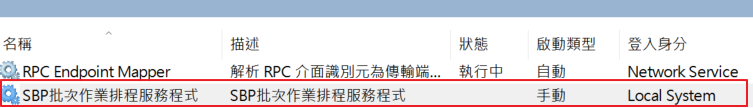 名稱 描述 狀態 啟動類型 登入身分
RPC Endpoint Mapper 解析 RPC 介面識別元為傳輸端... 執行中 自動 Network Service
SBP批次作業排程服務程式 SBP批次作業排程服務程式 手動 Local System